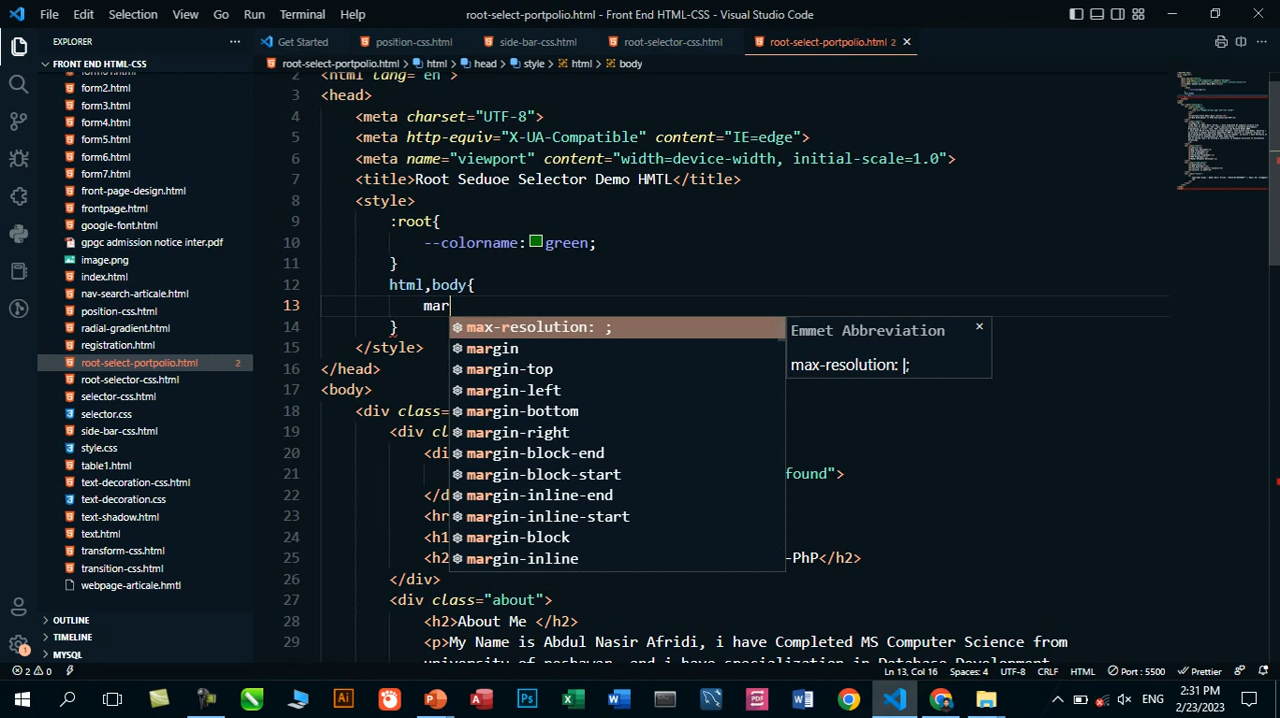 File Edit Selection View Go Run Terminal Help
root-select-portpolio.html - Front End HTML-CSS - Visual Studio Code
EXPLORER
Get Started
position-css.html
side-bar-css.html
root-selector-css.html
root-select-portpolio.html 2
FRONT END HTML-CSS
root-select-portpolio.html > html > head > style > html > body
form2.html
form3.html
form4.html
form5.html
form6.html
form7.html
front-page-design.html
frontpage.html
google-font.html
gpgc admission notice inter.pdf
image.png
index.html
nav-search-articale.html
position-css.html
radial-gradient.html
registration.html
root-select-portpolio.html 2
root-selector-css.html
selector-css.html
selector.css
side-bar-css.html
style.css
table1.html
text-decoration-css.html
text-decoration.css
text-shadow.html
text.html
transform-css.html
transition-css.html
webpage-articale.hmtl
OUTLINE
TIMELINE
MYSQL
3 <head>
4 <meta charset="UTF-8">
5 <meta http-equiv="X-UA-Compatible" content="IE=edge">
6 <meta name="viewport" content="width=device-width, initial-scale=1.0">
7 <title>Root Seduoe Selector Demo HMTL</title>
8 <style>
9 :root{
10 --colorname: green;
11 }
12 html,body{
13 mar
14 }
15 </style>
16 </head>
17 <body>
18 <div class=
19 <div cl
20 <di
21 found">
22 </d
23 <hr
24 <h1
25 <h2 -PhP</h2>
26 </div>
27 <div class="about">
28 <h2>About Me </h2>
29 <p>My Name is Abdul Nasir Afridi, i have Completed MS Computer Science from
max-resolution: ;
margin
margin-top
margin-left
margin-bottom
margin-right
margin-block-end
margin-block-start
margin-inline-end
margin-inline-start
margin-block
margin-inline
Emmet Abbreviation
max-resolution: |;
2 0
Ln 13, Col 16 Spaces: 4 UTF-8 CRLF HTML Port : 5500 Prettier
ENG
2:31 PM
2/23/2023